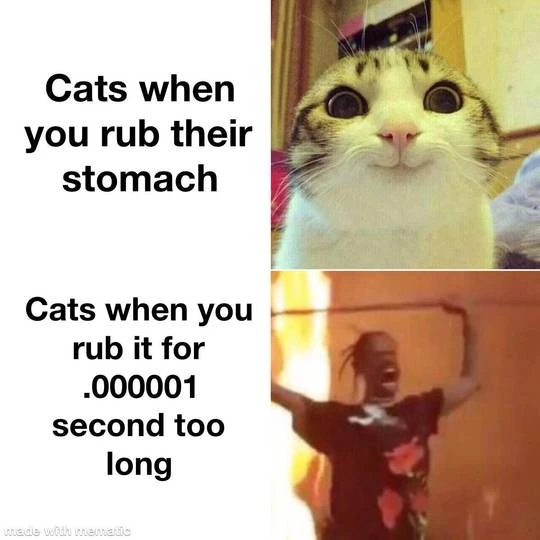 Cats when
you rub their
stomach
Cats when you
rub it for
.000001
second too
long
made with mematic